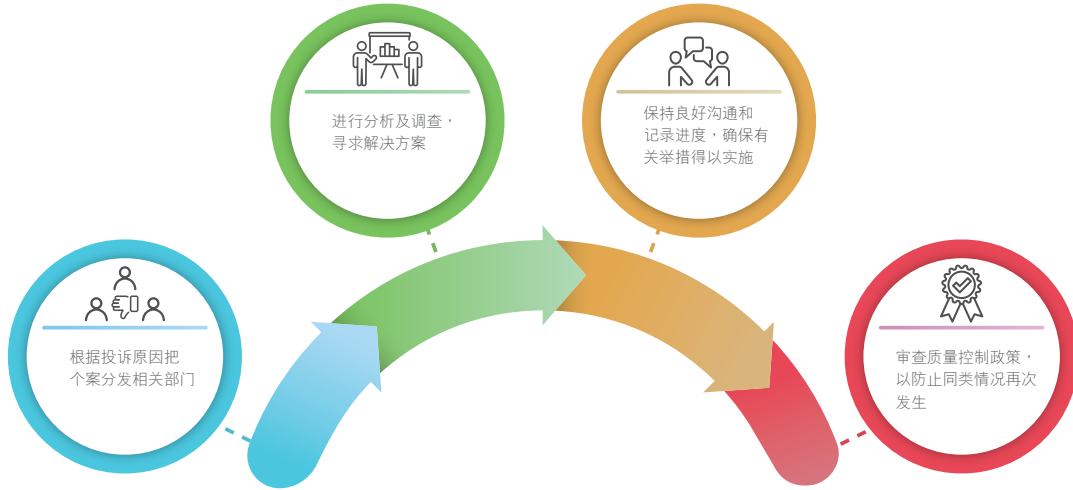 进行分析及调查，
寻求解决方案
保持良好沟通和
记录进度，确保有
关举措得以实施
根据投诉原因把
个案分发相关部门
审查质量控制政策，
以防止同类情况再次
发生